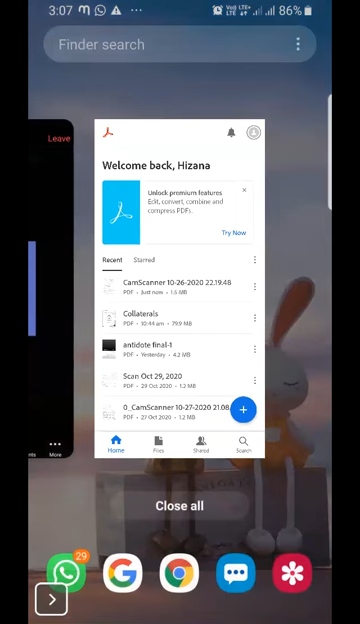 3:07
Vo)) LTE+
LTE
86%
Finder search
Leave
Welcome back, Hizana
Unlock premium features
Edit, convert, combine and
compress PDFs.
Try Now
Recent Starred
CamScanner 10-26-2020 22.19.48
PDF • Just now • 1.5 MB
Collaterals
PDF • 10:44 am • 79.9 MB
antidote final-1
PDF • Yesterday • 4.2 MB
Scan Oct 29, 2020
PDF • 29 Oct 2020 • 1.2 MB
0_CamScanner 10-27-2020 21.08
PDF • 27 Oct 2020 • 1.2 MB
More
Home Files Shared Search
Close all
29